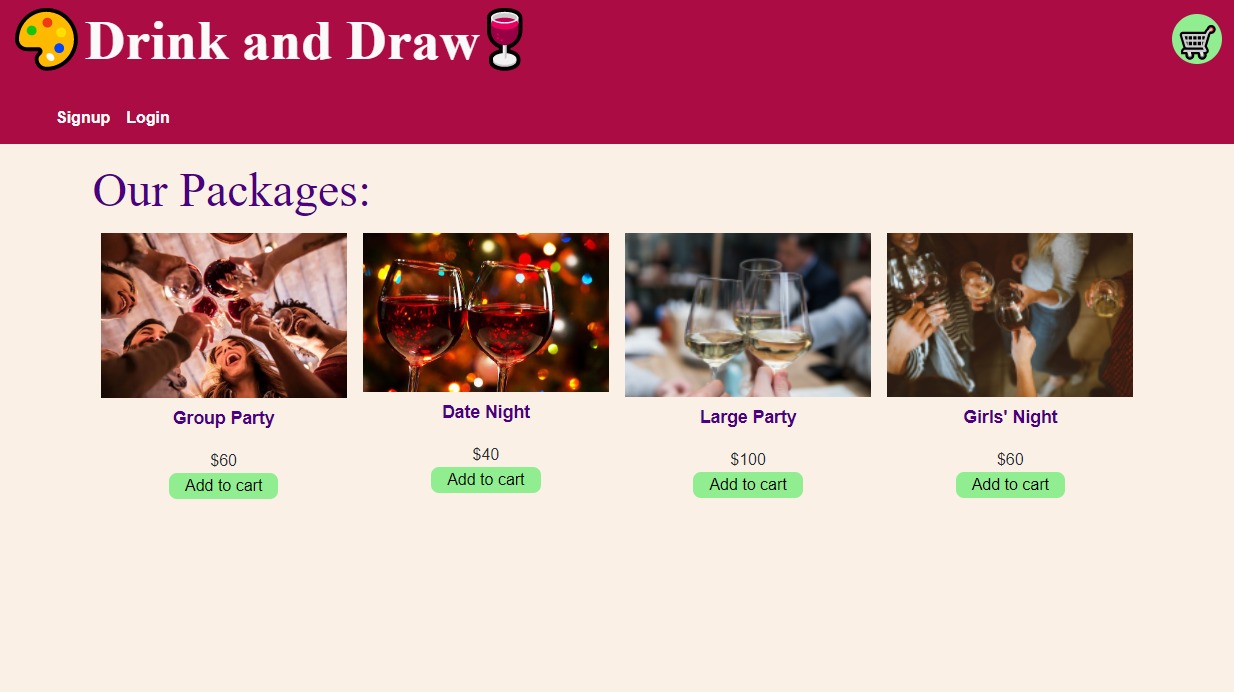 Drink and Draw
Signup Login
Our Packages:
Group Party
$60
Add to cart
Date Night
$40
Add to cart
Large Party
$100
Add to cart
Girls' Night
$60
Add to cart